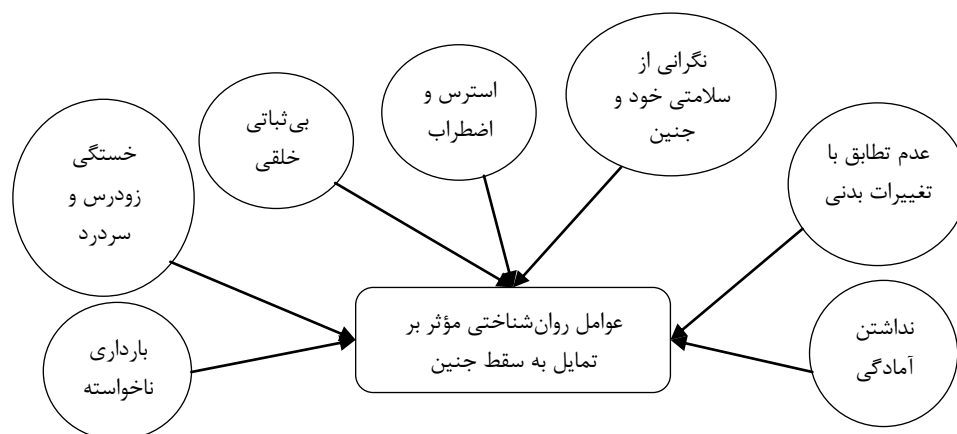 نگرانی از
سلامتی خود و
جنین
استرس و
اضطراب
بی‌ثباتی
خلقی
عدم تطابق با
تغییرات بدنی
خستگی
زودرس و
سردرد
عوامل روان‌شناختی مؤثر بر
تمایل به سقط جنین
نداشتن
آمادگی
بارداری
ناخواسته